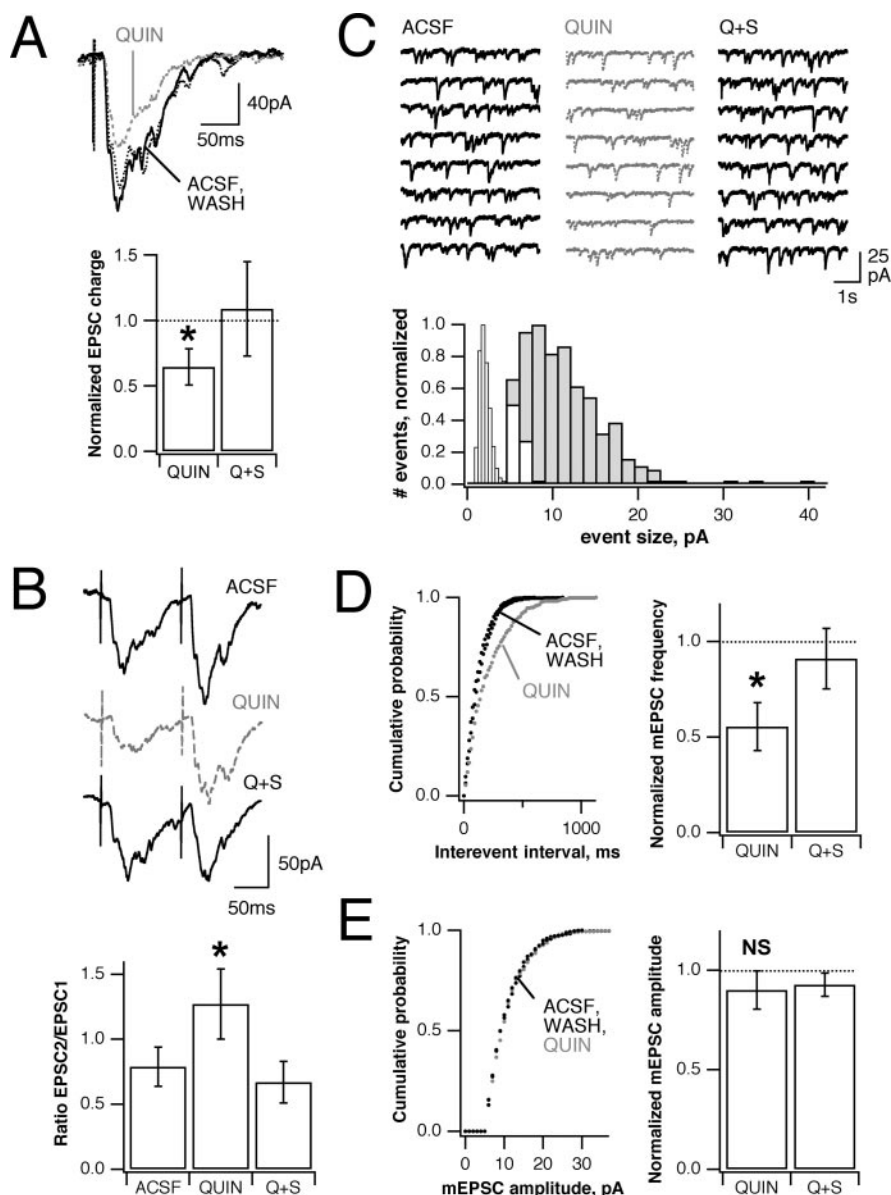 A
QUIN
40pA
50ms
ACSF,
WASH
Normalized EPSC charge
1.5
1.0
0.5
0.0
*
QUIN
Q+S
B
ACSF
QUIN
Q+S
50pA
50ms
Ratio EPSC2/EPSC1
1.5
1.0
0.5
0.0
*
ACSF
QUIN
Q+S
C
ACSF
QUIN
Q+S
25
pA
1s
# events, normalized
1.0
0.8
0.6
0.4
0.2
0.0
0
10
20
30
40
event size, pA
D
Cumulative probability
1.0
0.5
0.0
ACSF,
WASH
QUIN
0
1000
Interevent interval, ms
Normalized mEPSC frequency
1.0
0.5
0.0
*
QUIN
Q+S
E
Cumulative probability
1.0
0.5
0.0
ACSF,
WASH,
QUIN
0
10
20
30
mEPSC amplitude, pA
Normalized mEPSC amplitude
1.0
0.5
0.0
NS
QUIN
Q+S